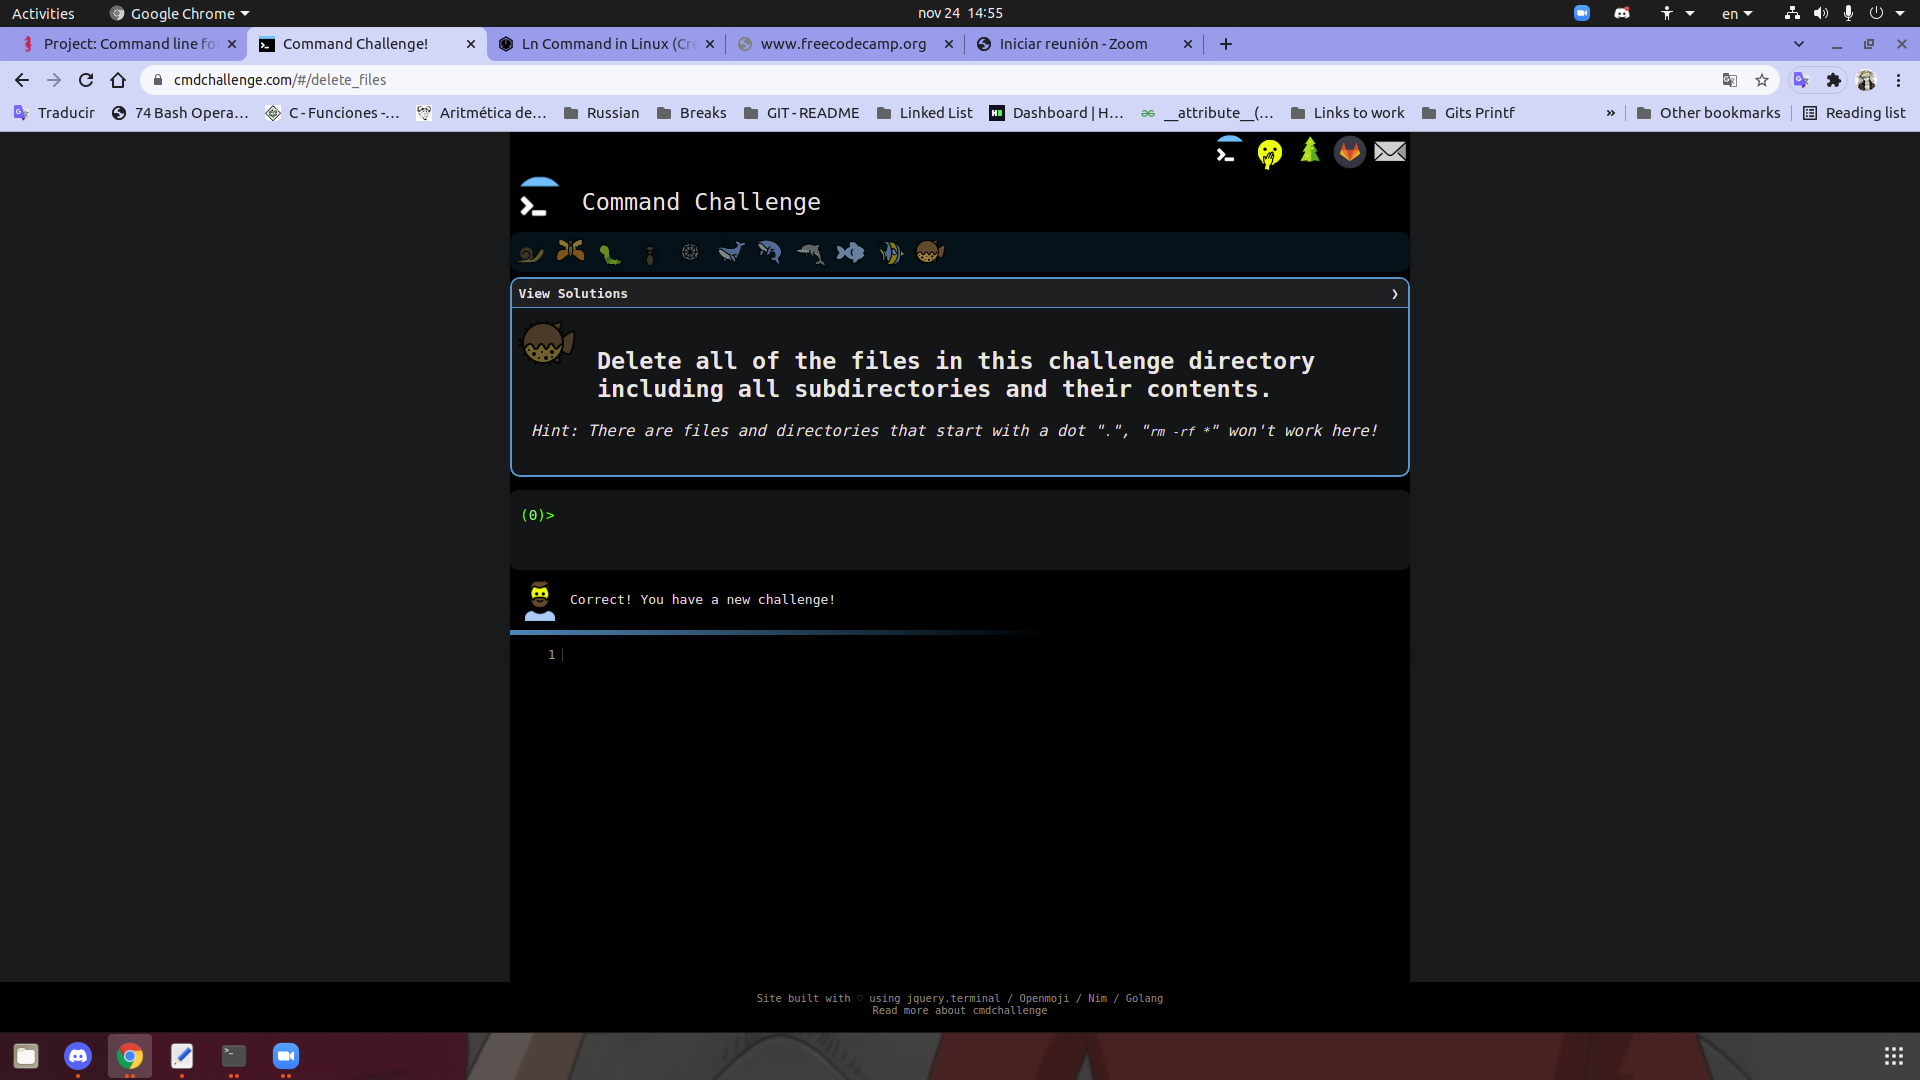 Activities
Google Chrome
nov 24 14:55
en
Project: Command line fo
Command Challenge!
Ln Command in Linux (Cre
www.freecodecamp.org
Iniciar reunión - Zoom
cmdchallenge.com/#/delete_files
Traducir
74 Bash Opera…
C - Funciones -…
Aritmética de…
Russian
Breaks
GIT - README
Linked List
Dashboard | H…
__attribute__(…
Links to work
Gits Printf
»
Other bookmarks
Reading list
Command Challenge
View Solutions ❯
Delete all of the files in this challenge directory
including all subdirectories and their contents.
Hint: There are files and directories that start with a dot ".", "rm -rf *" won't work here!
(0)>
Correct! You have a new challenge!
1
Site built with ♡ using jquery.terminal / Openmoji / Nim / Golang
Read more about cmdchallenge